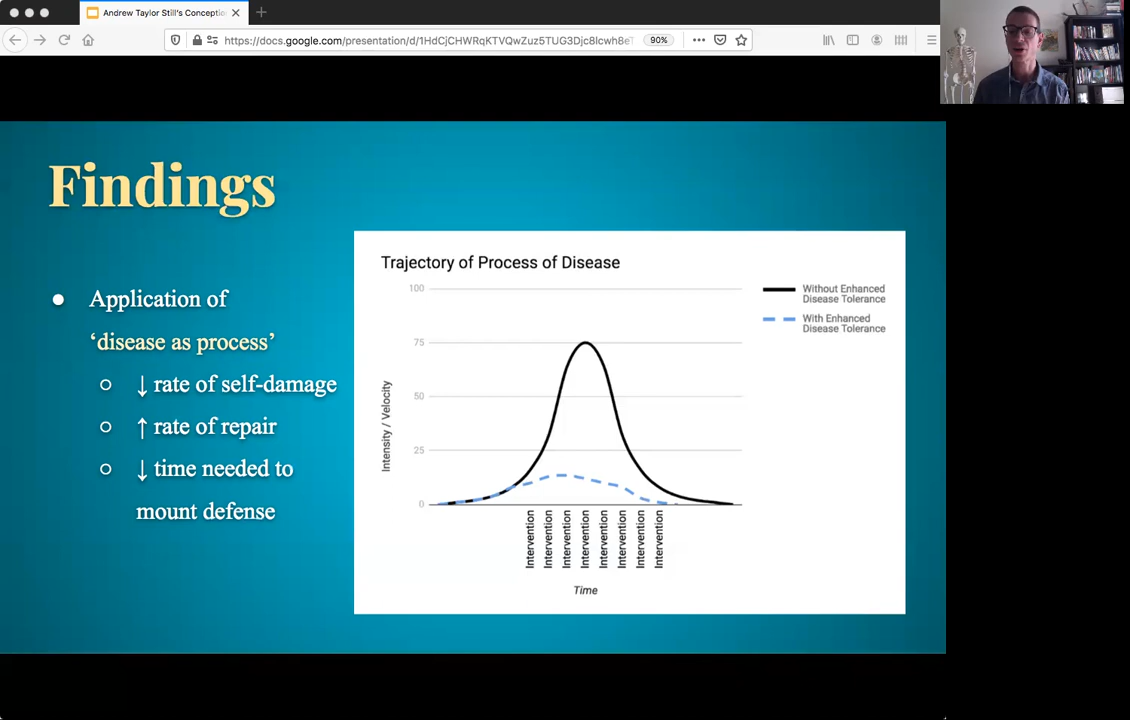 Andrew Taylor Still's Conceptio
https://docs.google.com/presentation/d/1HdCjCHWRqKTVQwZuz5TUG3Djc8lcwh8eT
90%
Findings
● Application of
‘disease as process’
○ ↓ rate of self-damage
○ ↑ rate of repair
○ ↓ time needed to
mount defense
Trajectory of Process of Disease
100
75
50
25
0
Intensity / Velocity
Intervention
Intervention
Intervention
Intervention
Intervention
Intervention
Intervention
Intervention
Time
Without Enhanced
Disease Tolerance
With Enhanced
Disease Tolerance